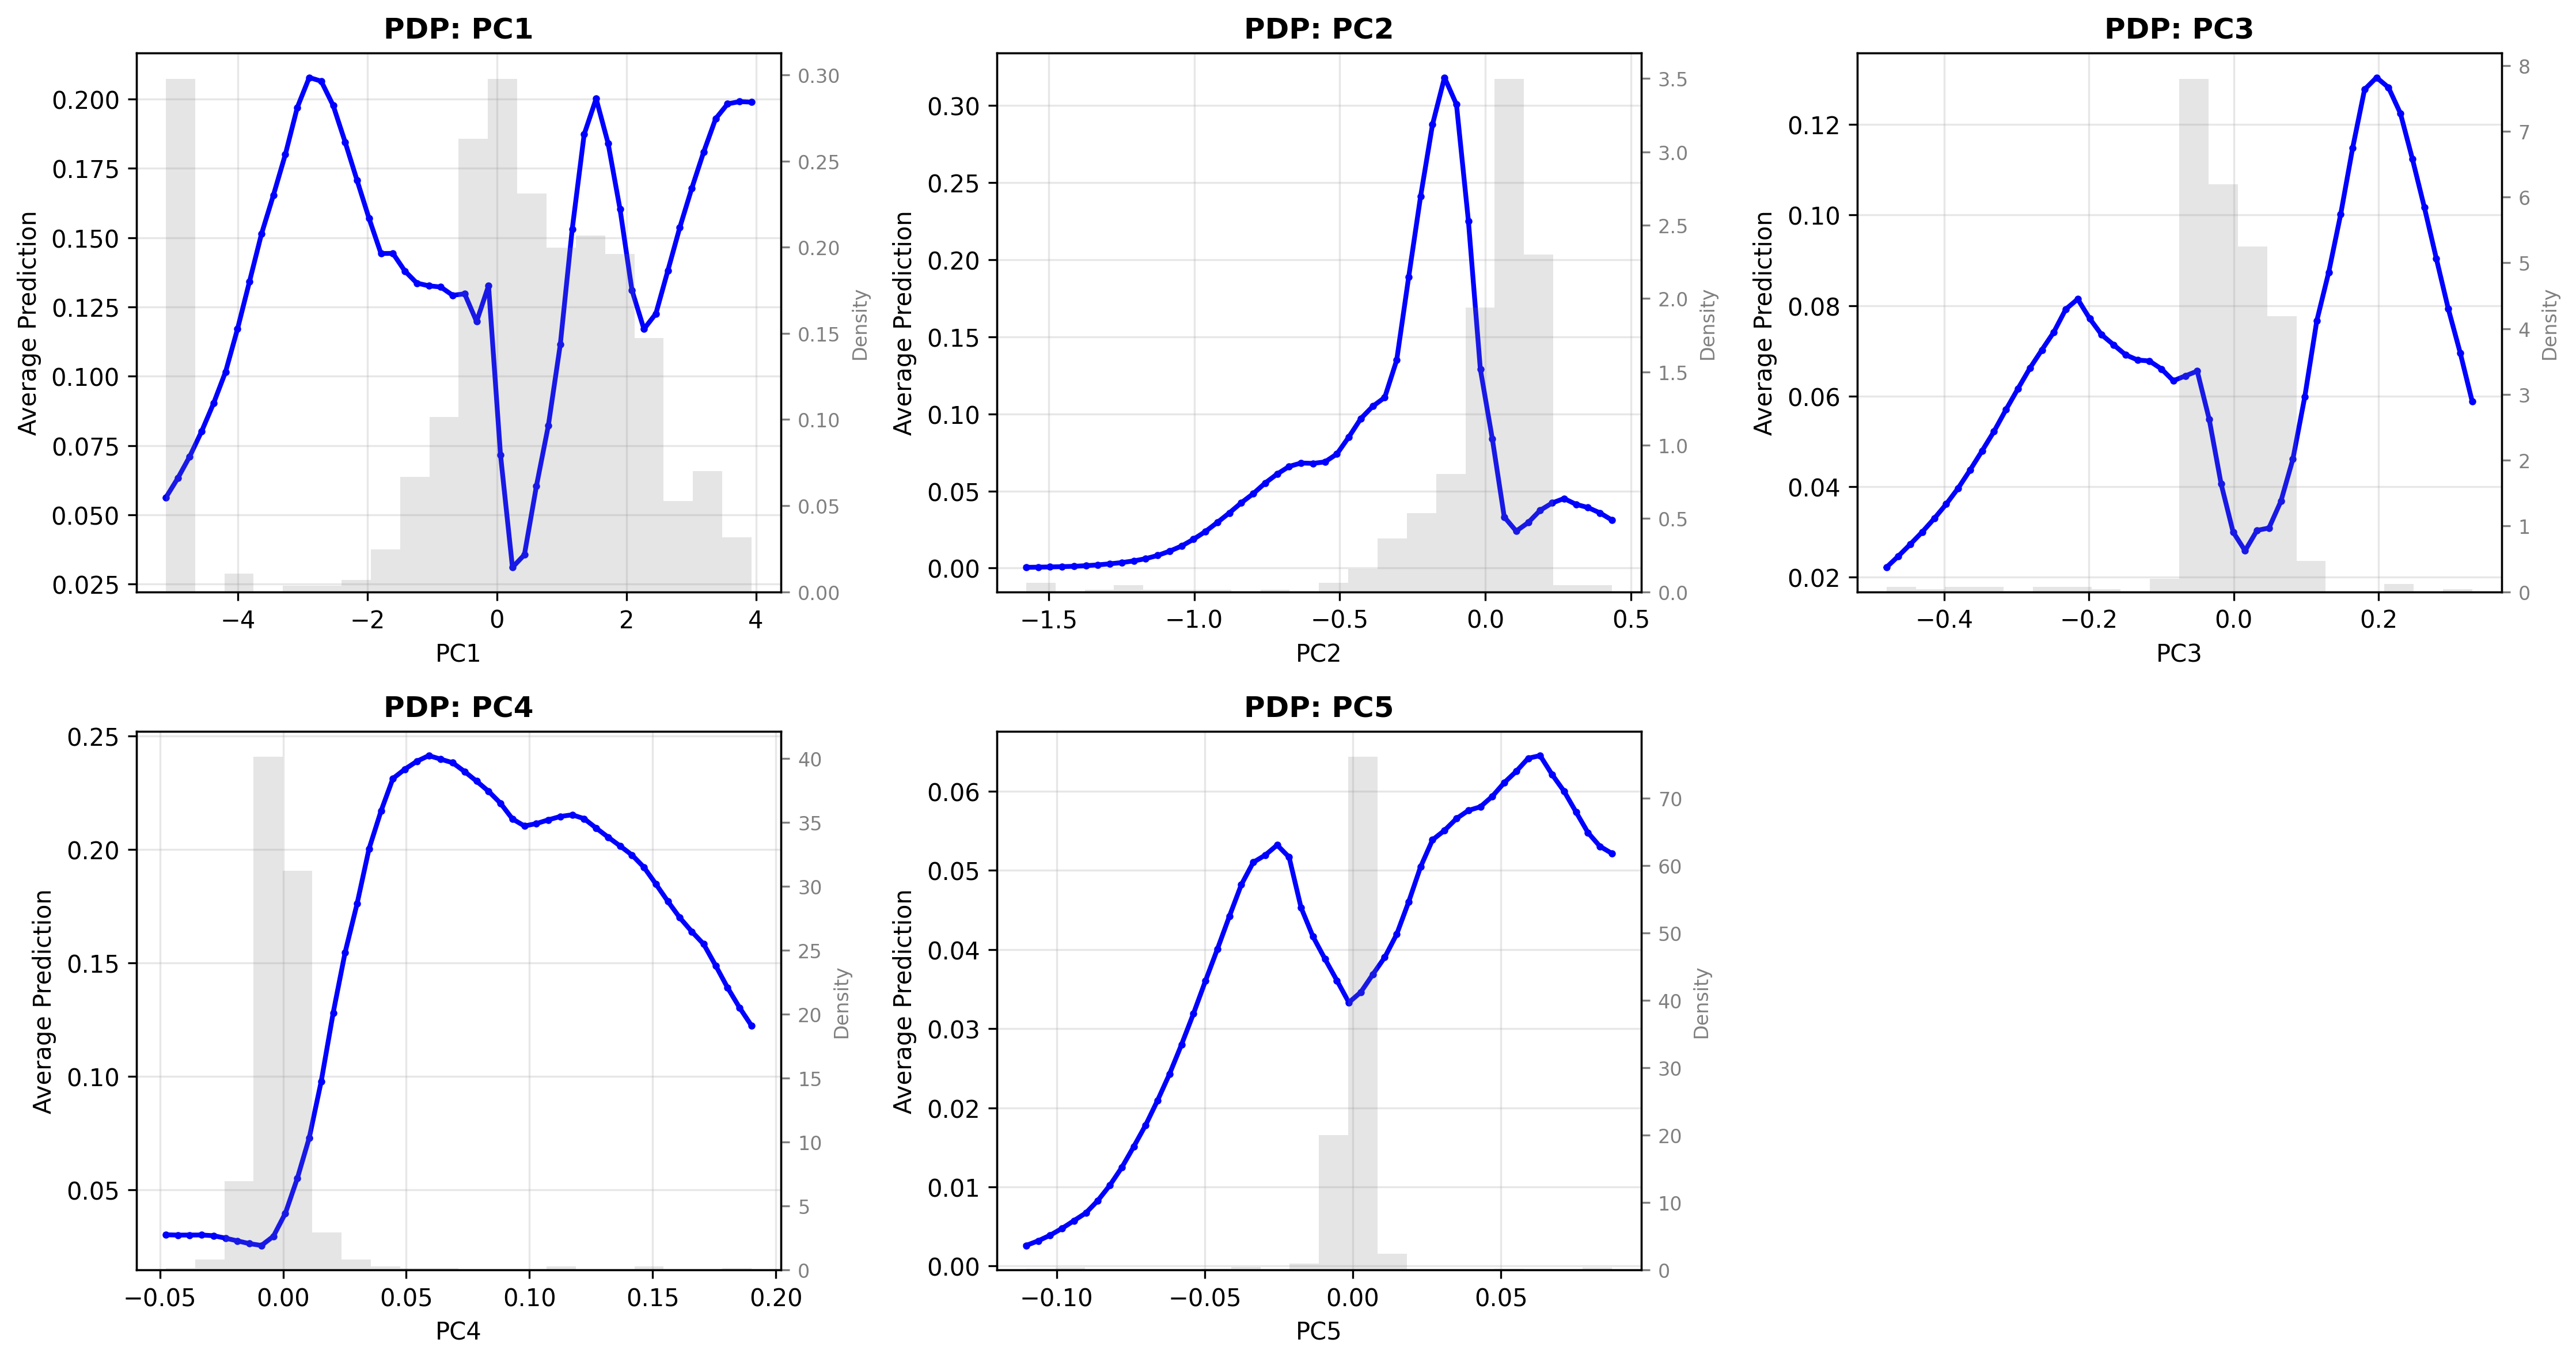 PDP: PC1
0.200
0.175
0.150
0.125
0.100
0.075
0.050
0.025
Average Prediction
0.30
0.25
0.20
0.15
0.10
0.05
0.00
Density
−4 −2 0 2 4
PC1
PDP: PC2
0.30
0.25
0.20
0.15
0.10
0.05
0.00
Average Prediction
3.5
3.0
2.5
2.0
1.5
1.0
0.5
0.0
Density
−1.5 −1.0 −0.5 0.0 0.5
PC2
PDP: PC3
0.12
0.10
0.08
0.06
0.04
0.02
Average Prediction
8
7
6
5
4
3
2
1
0
Density
−0.4 −0.2 0.0 0.2
PC3
PDP: PC4
0.25
0.20
0.15
0.10
0.05
Average Prediction
40
35
30
25
20
15
10
5
0
Density
−0.05 0.00 0.05 0.10 0.15 0.20
PC4
PDP: PC5
0.06
0.05
0.04
0.03
0.02
0.01
0.00
Average Prediction
70
60
50
40
30
20
10
0
Density
−0.10 −0.05 0.00 0.05
PC5